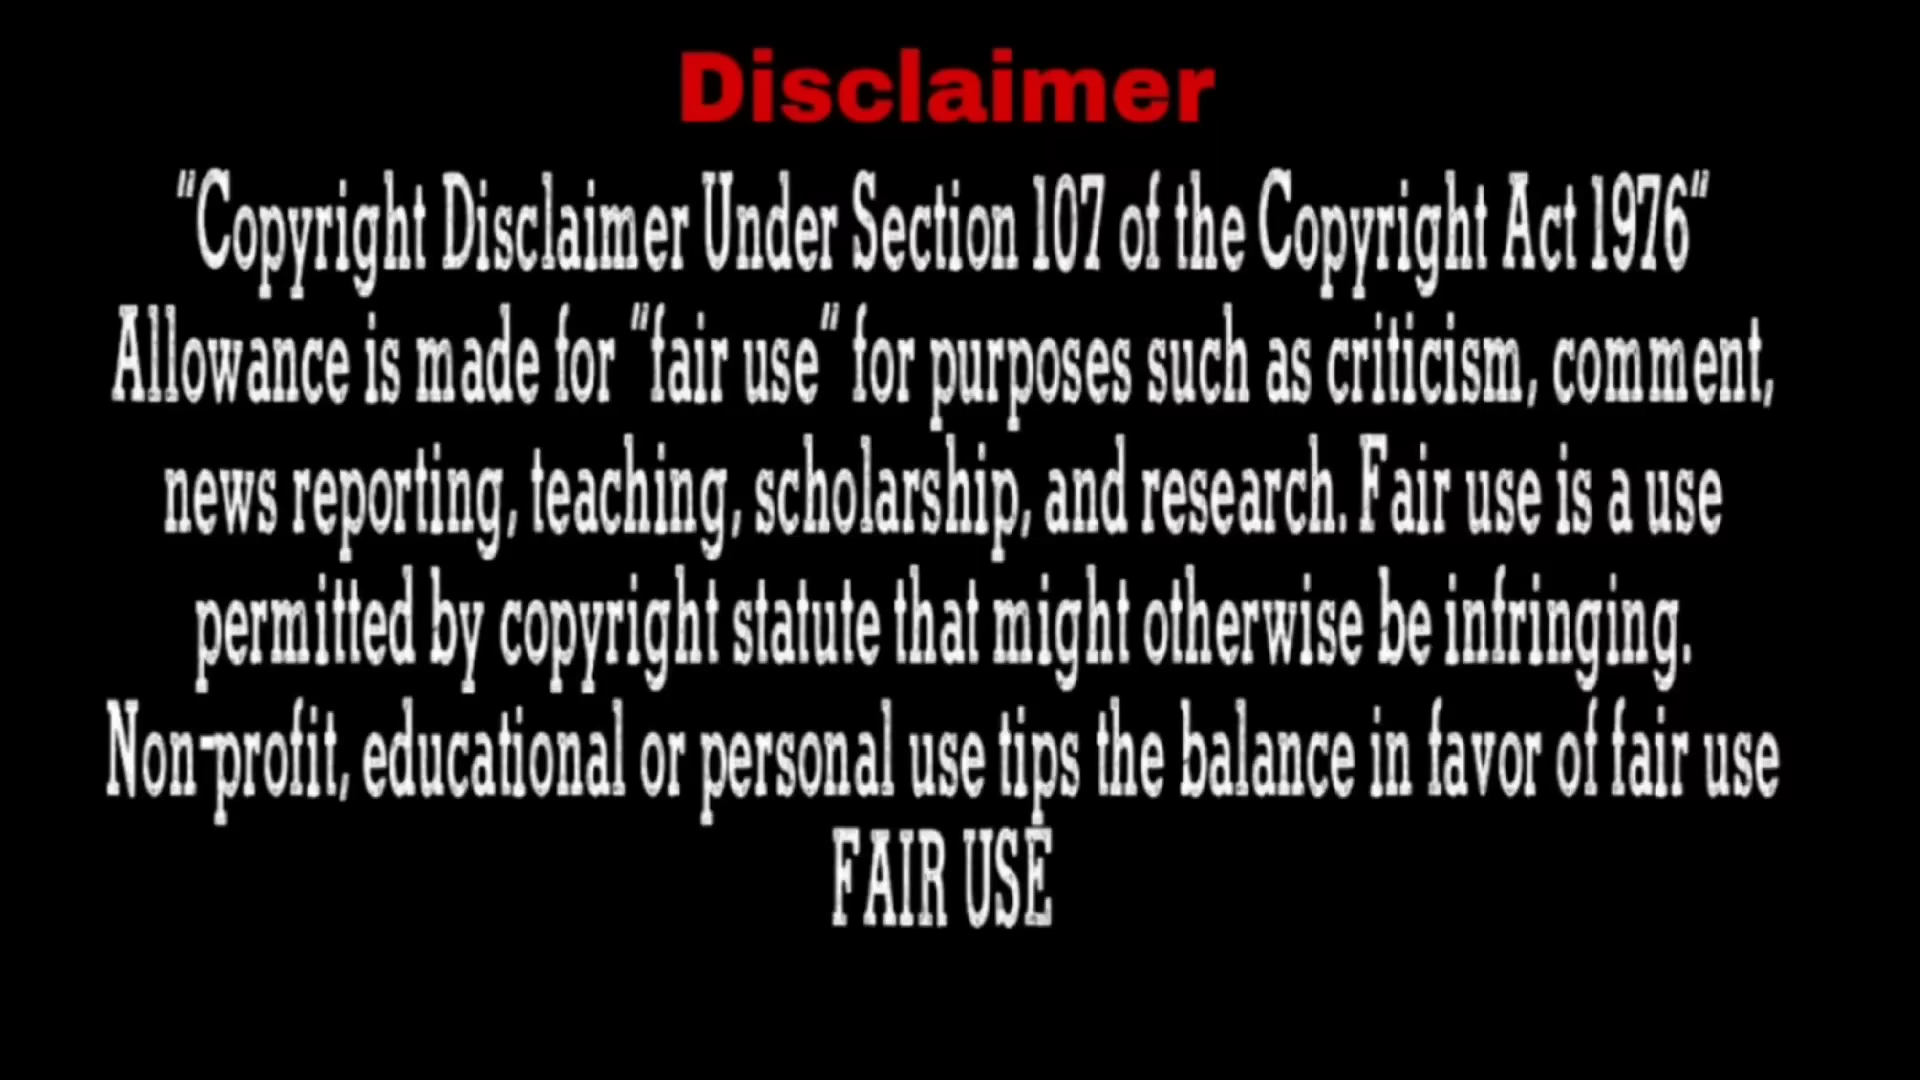 Disclaimer
"Copyright Disclaimer Under Section 107 of the Copyright Act 1976"
Allowance is made for "fair use" for purposes such as criticism, comment,
news reporting, teaching, scholarship, and research. Fair use is a use
permitted by copyright statute that might otherwise be infringing.
Non-profit, educational or personal use tips the balance in favor of fair use
FAIR USE